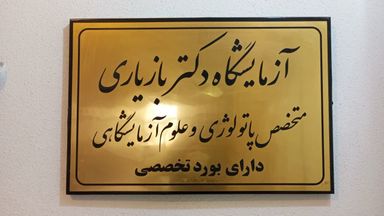 آزمایشگاه دکتر بازیاری
متخصص پاتولوژی و علوم آزمایشگاهی
دارای بورد تخصصی